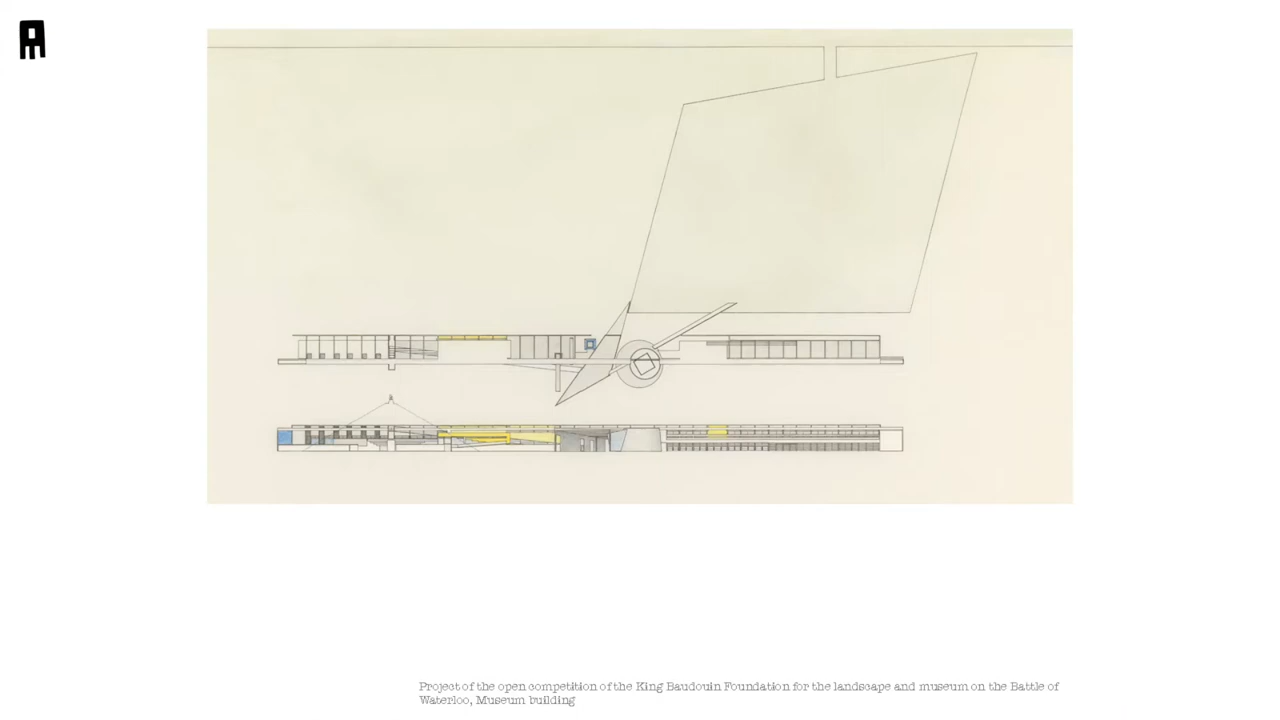 Project of the open competition of the King Baudouin Foundation for the landscape and museum on the Battle of
Waterloo, Museum building